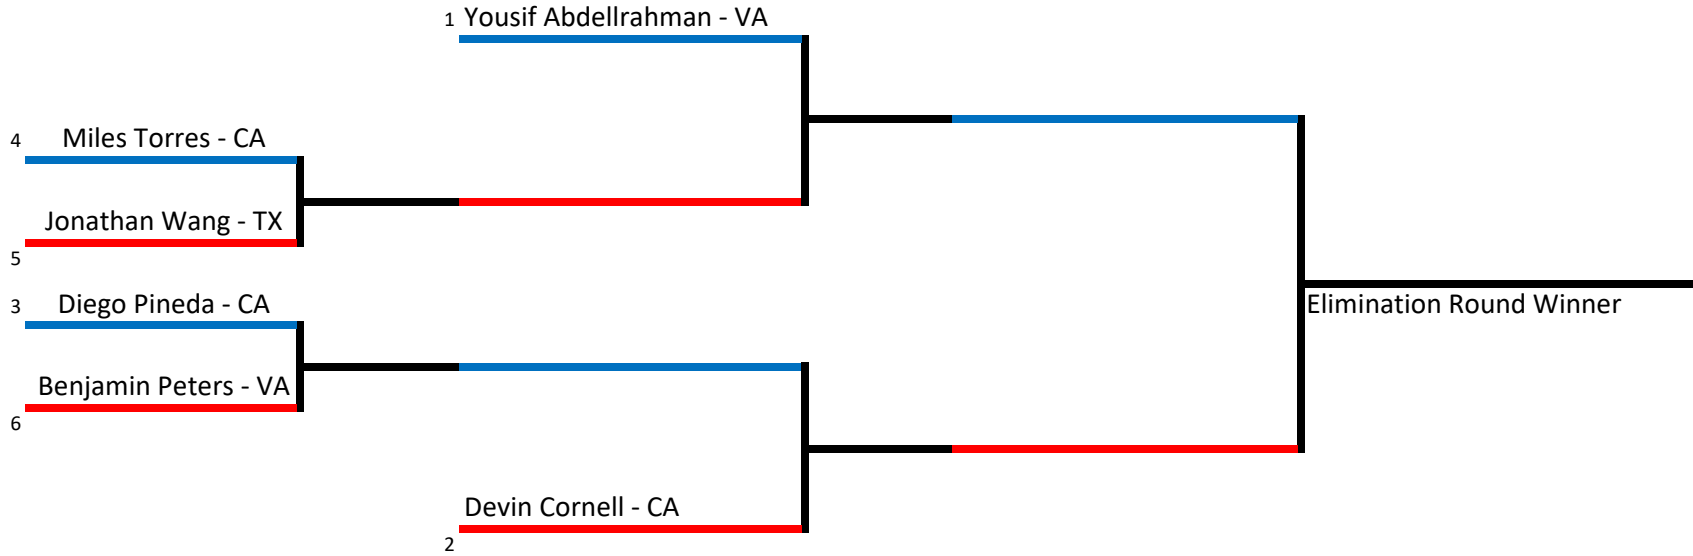 1 Yousif Abdellrahman - VA
4 Miles Torres - CA
Jonathan Wang - TX
5
3 Diego Pineda - CA
Elimination Round Winner
Benjamin Peters - VA
6
Devin Cornell - CA
2